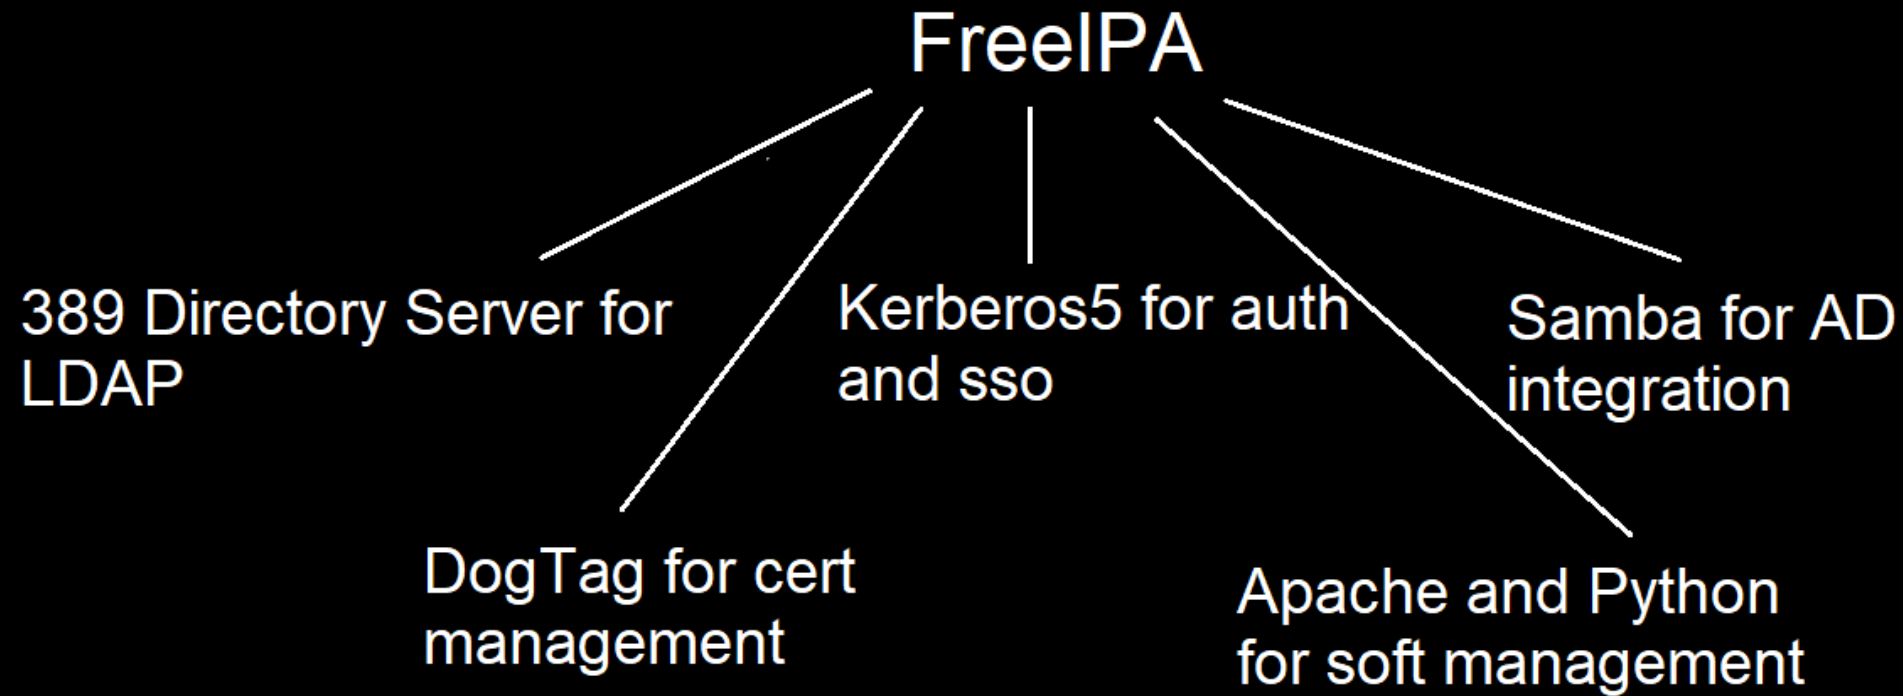 FreeIPA
389 Directory Server for
LDAP
Kerberos5 for auth
and sso
Samba for AD
integration
DogTag for cert
management
Apache and Python
for soft management